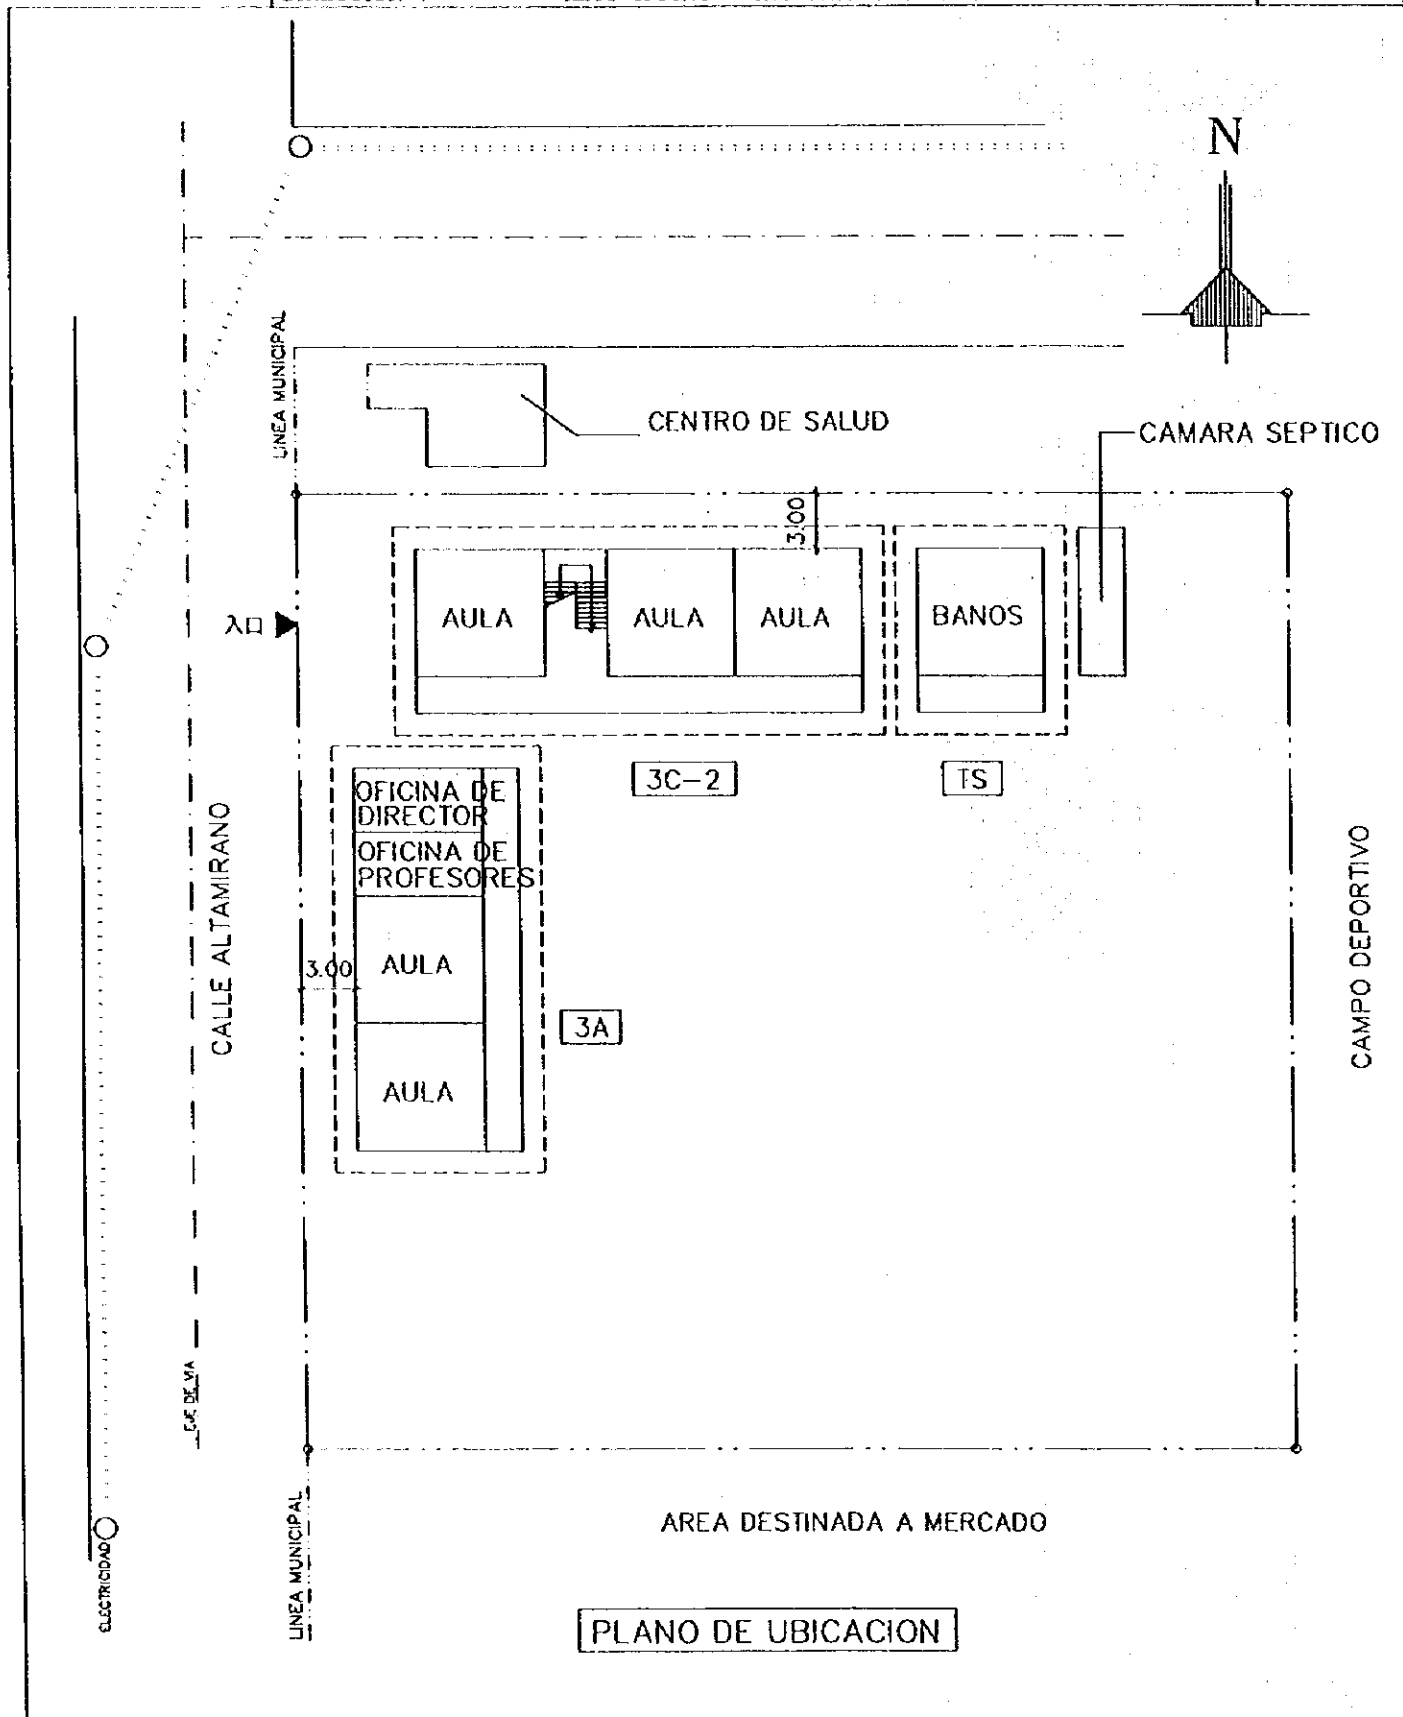 N
LINEA MUNICIPAL
CENTRO DE SALUD
CAMARA SEPTICO
3.00
入口
AULA
AULA
AULA
BANOS
3C-2
TS
OFICINA DE
DIRECTOR
OFICINA DE
PROFESORES
CALLE ALTAMIRANO
3.00
AULA
3A
AULA
CAMPO DEPORTIVO
EJE DE VIA
ELECTRICIDAD
LINEA MUNICIPAL
AREA DESTINADA A MERCADO
PLANO DE UBICACION